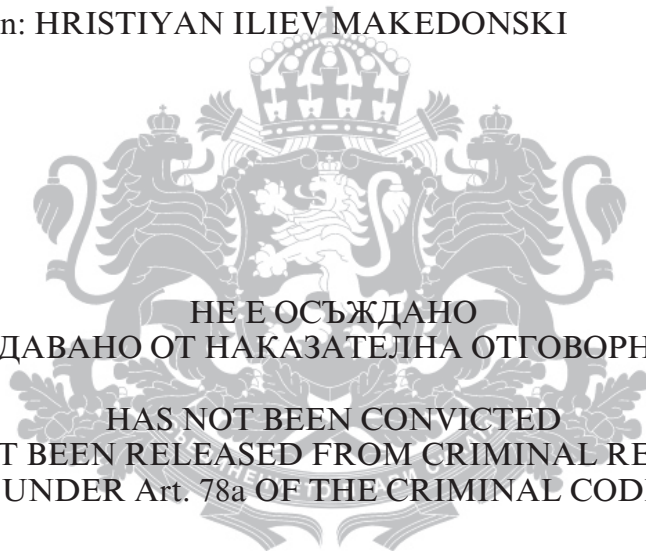 n: HRISTIYAN ILIEV MAKEDONSKI
НЕ Е ОСЪЖДАНО
ДАВАНО ОТ НАКАЗАТЕЛНА ОТГОВОРН
HAS NOT BEEN CONVICTED
T BEEN RELEASED FROM CRIMINAL RE
UNDER Art. 78a OF THE CRIMINAL COD